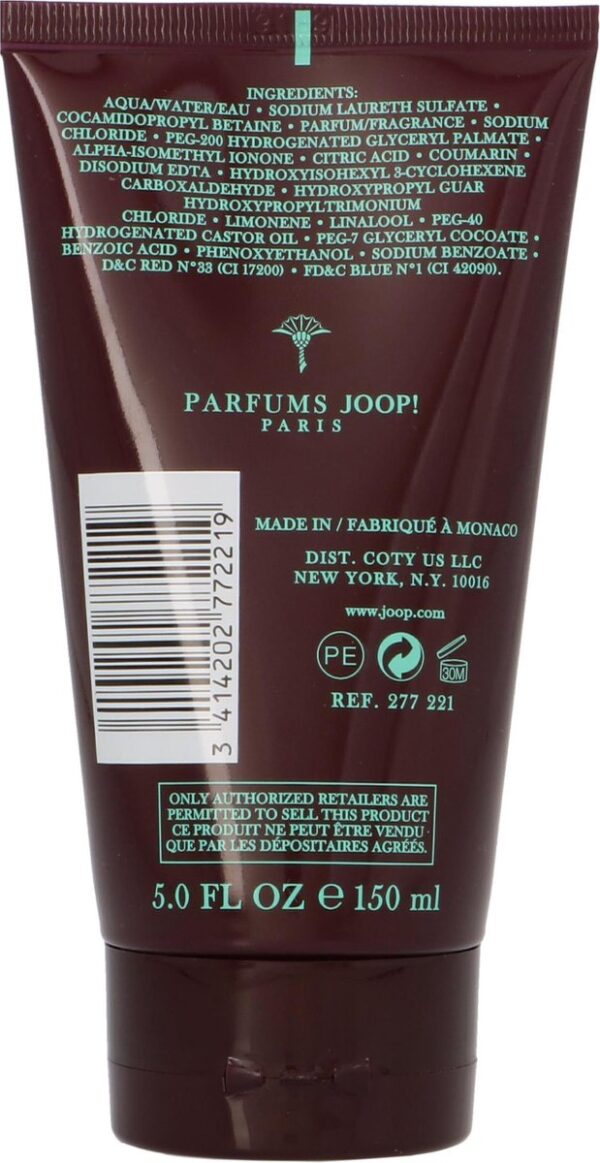 INGREDIENTS:
AQUA/WATER/EAU • SODIUM LAURETH SULFATE •
COCAMIDOPROPYL BETAINE • PARFUM/FRAGRANCE • SODIUM
CHLORIDE • PEG-200 HYDROGENATED GLYCERYL PALMATE •
ALPHA-ISOMETHYL IONONE • CITRIC ACID • COUMARIN •
DISODIUM EDTA • HYDROXYISOHEXYL 3-CYCLOHEXENE
CARBOXALDEHYDE • HYDROXYPROPYL GUAR
HYDROXYPROPYLTRIMONIUM
CHLORIDE • LIMONENE • LINALOOL • PEG-40
HYDROGENATED CASTOR OIL • PEG-7 GLYCERYL COCOATE •
BENZOIC ACID • PHENOXYETHANOL • SODIUM BENZOATE •
D&C RED N°33 (CI 17200) • FD&C BLUE N°1 (CI 42090).
PARFUMS JOOP!
PARIS
3 414202 772219
MADE IN / FABRIQUÉ À MONACO
DIST. COTY US LLC
NEW YORK, N.Y. 10016
www.joop.com
PE
30M
REF. 277 221
ONLY AUTHORIZED RETAILERS ARE
PERMITTED TO SELL THIS PRODUCT
CE PRODUIT NE PEUT ÊTRE VENDU
QUE PAR LES DÉPOSITAIRES AGRÉÉS.
5.0 FL OZ e 150 ml